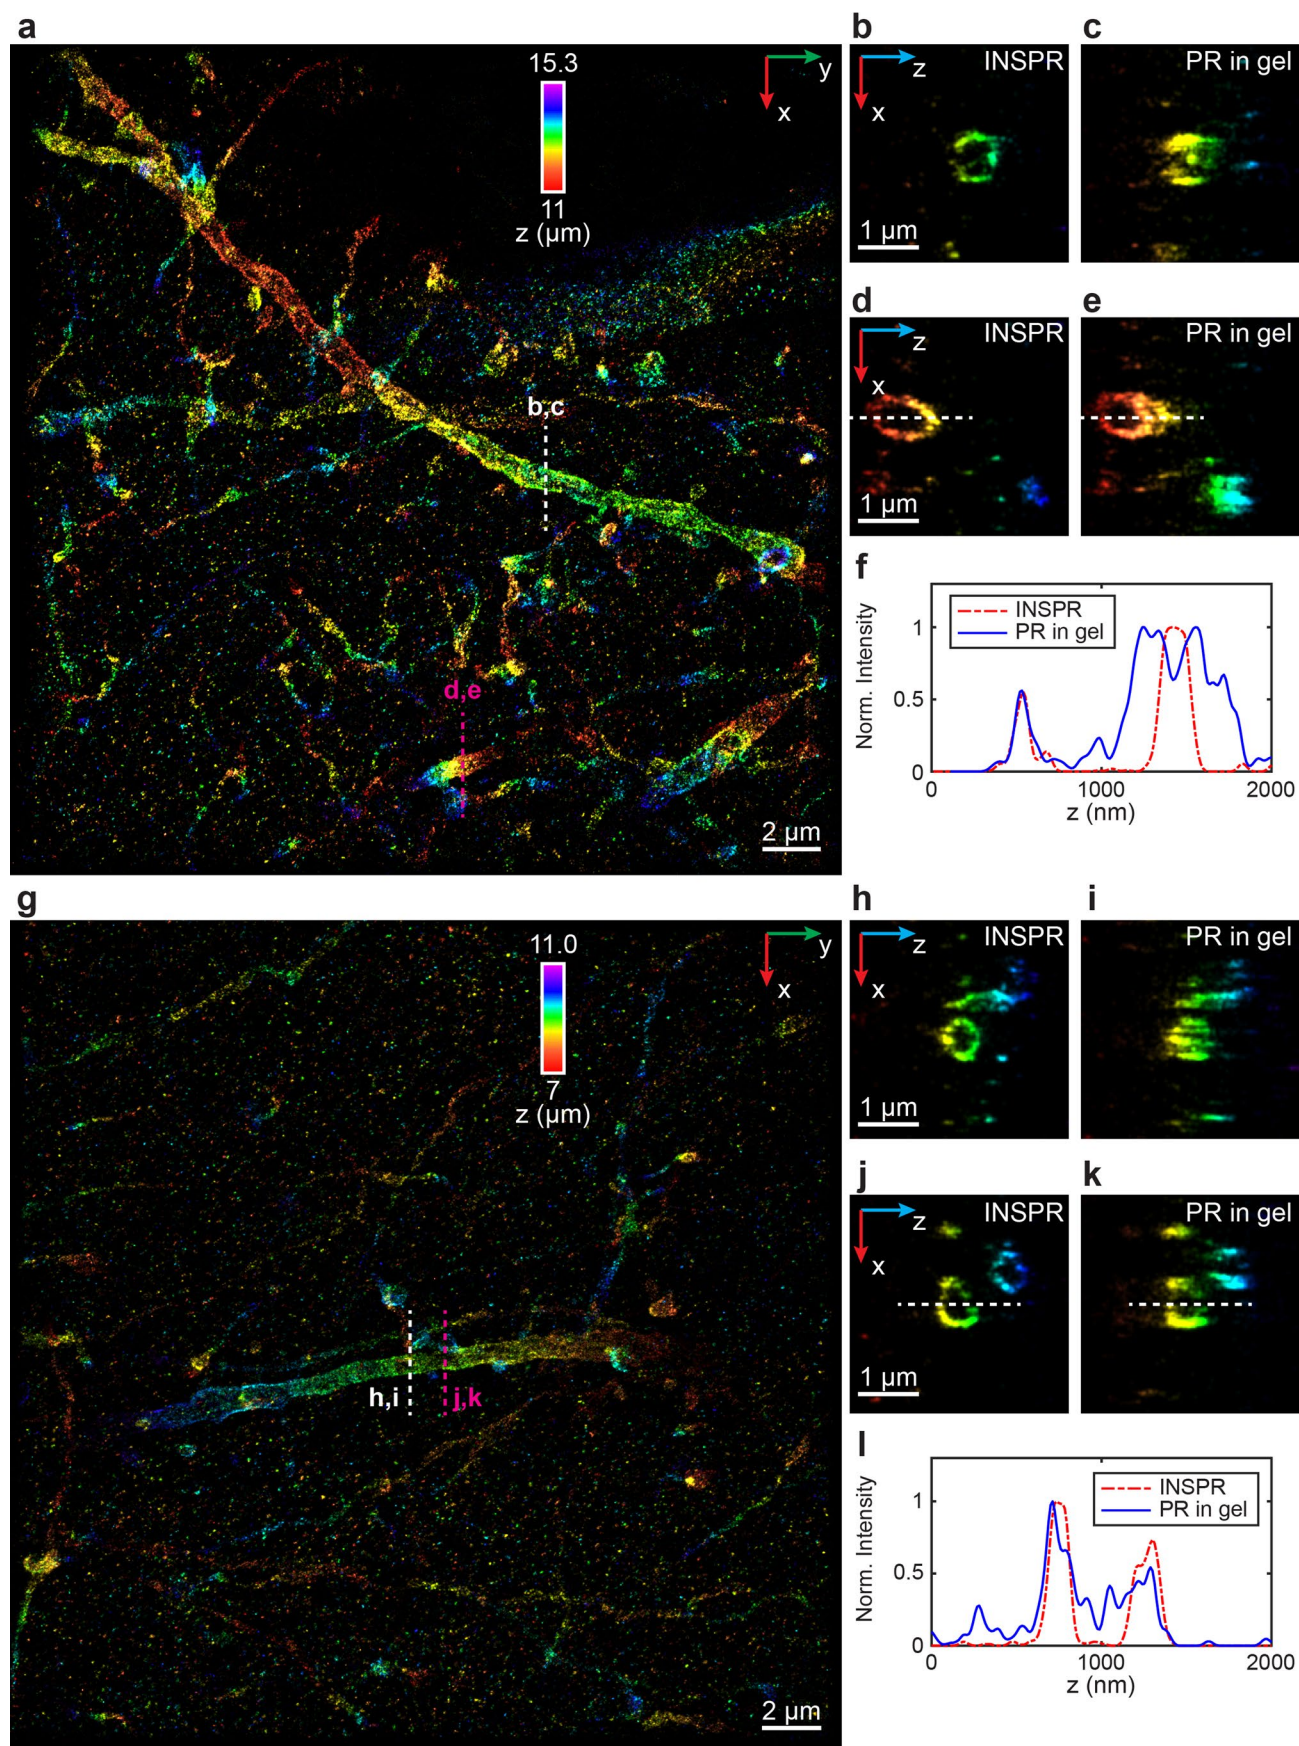 a
15.3
11
z (µm)
y
x
b,c
d,e
2 µm
b
z
x
INSPR
1 µm
c
PR in gel
d
z
x
INSPR
1 µm
e
PR in gel
f
Norm. Intensity
1
0.5
0
INSPR
PR in gel
0
1000
2000
z (nm)
g
11.0
7
z (µm)
y
x
h,i
j,k
2 µm
h
z
x
INSPR
1 µm
i
PR in gel
j
z
x
INSPR
1 µm
k
PR in gel
l
Norm. Intensity
1
0.5
0
INSPR
PR in gel
0
1000
2000
z (nm)